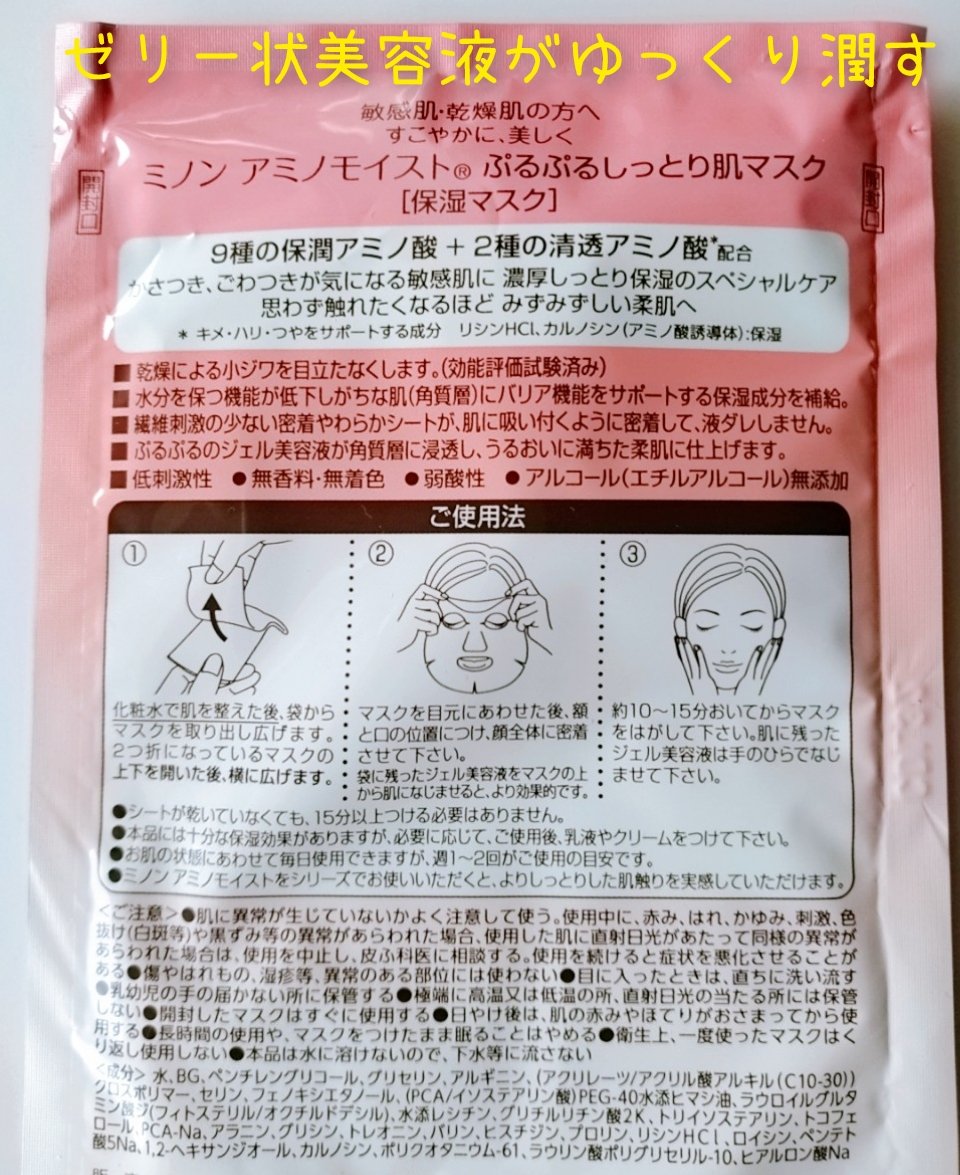 ゼリー状美容液がゆっくり潤す
敏感肌・乾燥肌の方へ
すこやかに、美しく
ミノン アミノモイスト® ぷるぷるしっとり肌マスク
[保湿マスク]
開封口
開封口
9種の保潤アミノ酸 + 2種の清透アミノ酸*配合
かさつき、ごわつきが気になる敏感肌に 濃厚しっとり保湿のスペシャルケア
思わず触れたくなるほど みずみずしい柔肌へ
* キメ・ハリ・つやをサポートする成分 リシンHCl、カルノシン(アミノ酸誘導体):保湿
■ 乾燥による小ジワを目立たなくします。(効能評価試験済み)
■ 水分を保つ機能が低下しがちな肌(角質層)にバリア機能をサポートする保湿成分を補給。
■ 繊維刺激の少ない密着やわらかシートが、肌に吸い付くように密着して、液ダレしません。
■ ぷるぷるのジェル美容液が角質層に浸透し、うるおいに満ちた柔肌に仕上げます。
■ 低刺激性 ●無香料・無着色 ●弱酸性 ●アルコール(エチルアルコール)無添加
ご使用法
①
化粧水で肌を整えた後、袋から
マスクを取り出し広げます。
2つ折になっているマスクの
上下を開いた後、横に広げます。
②
マスクを目元にあわせた後、額
と口の位置につけ、顔全体に密着
させて下さい。
袋に残ったジェル美容液をマスクの上
から肌になじませると、より効果的です。
③
約10〜15分おいてからマスク
をはがして下さい。肌に残った
ジェル美容液は手のひらでなじ
ませて下さい。
●シートが乾いていなくても、15分以上つける必要はありません。
●本品には十分な保湿効果がありますが、必要に応じて、ご使用後、乳液やクリームをつけて下さい。
●お肌の状態にあわせて毎日使用できますが、週1〜2回がご使用の目安です。
●ミノン アミノモイストをシリーズでお使いいただくと、よりしっとりした肌触りを実感していただけます。
<ご注意>●肌に異常が生じていないかよく注意して使う。使用中に、赤み、はれ、かゆみ、刺激、色
抜け(白斑等)や黒ずみ等の異常があらわれた場合、使用した肌に直射日光があたって同様の異常が
あらわれた場合は、使用を中止し、皮ふ科医に相談する。使用を続けると症状を悪化させることが
ある●傷やはれもの、湿疹等、異常のある部位には使わない●目に入ったときは、直ちに洗い流す
●乳幼児の手の届かない所に保管する●極端に高温又は低温の所、直射日光の当たる所には保管
しない●開封したマスクはすぐに使用する●日やけ後は、肌の赤みやほてりがおさまってから使
用する●長時間の使用や、マスクをつけたまま眠ることはやめる●衛生上、一度使ったマスクはく
り返し使用しない●本品は水に溶けないので、下水等に流さない
<成分> 水、BG、ペンチレングリコール、グリセリン、アルギニン、(アクリレーツ/アクリル酸アルキル(C10-30))
クロスポリマー、セリン、フェノキシエタノール、(PCA/イソステアリン酸)PEG-40水添ヒマシ油、ラウロイルグルタ
ミン酸ジ(フィトステリル/オクチルドデシル)、水添レシチン、グリチルリチン酸2K、トリイソステアリン、トコフェ
ロール、PCA-Na、アラニン、グリシン、トレオニン、バリン、ヒスチジン、プロリン、リシンHCl、ロイシン、ペンテト
酸5Na、1,2-ヘキサンジオール、カルノシン、ポリクオタニウム-61、ラウリン酸ポリグリセリル-10、ヒアルロン酸Na